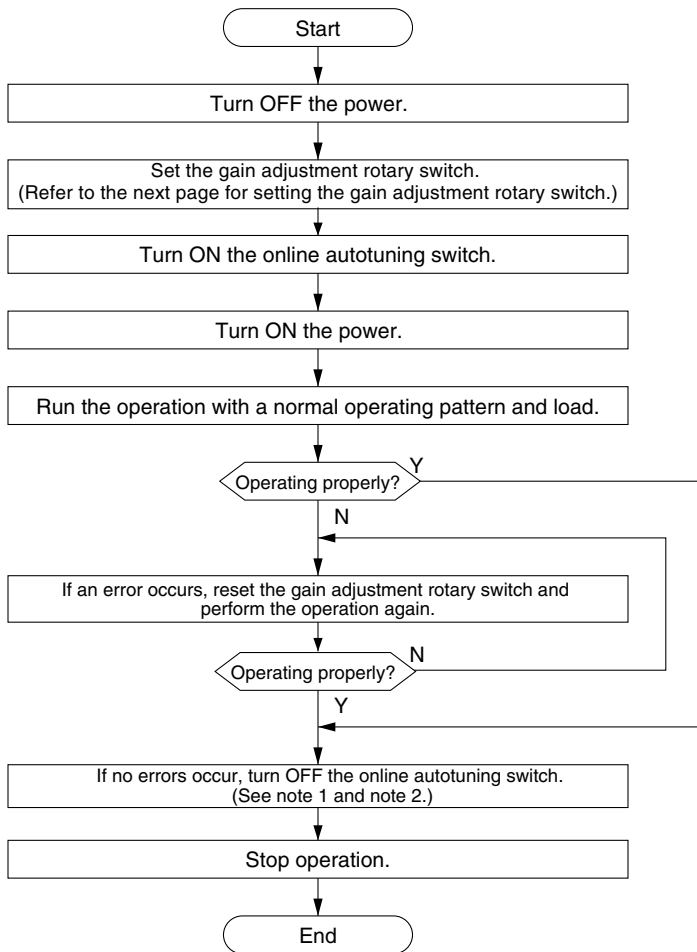 Start
Turn OFF the power.
Set the gain adjustment rotary switch.
(Refer to the next page for setting the gain adjustment rotary switch.)
Turn ON the online autotuning switch.
Turn ON the power.
Run the operation with a normal operating pattern and load.
Operating properly?
Y
N
If an error occurs, reset the gain adjustment rotary switch and
perform the operation again.
Operating properly?
N
Y
If no errors occur, turn OFF the online autotuning switch.
(See note 1 and note 2.)
Stop operation.
End